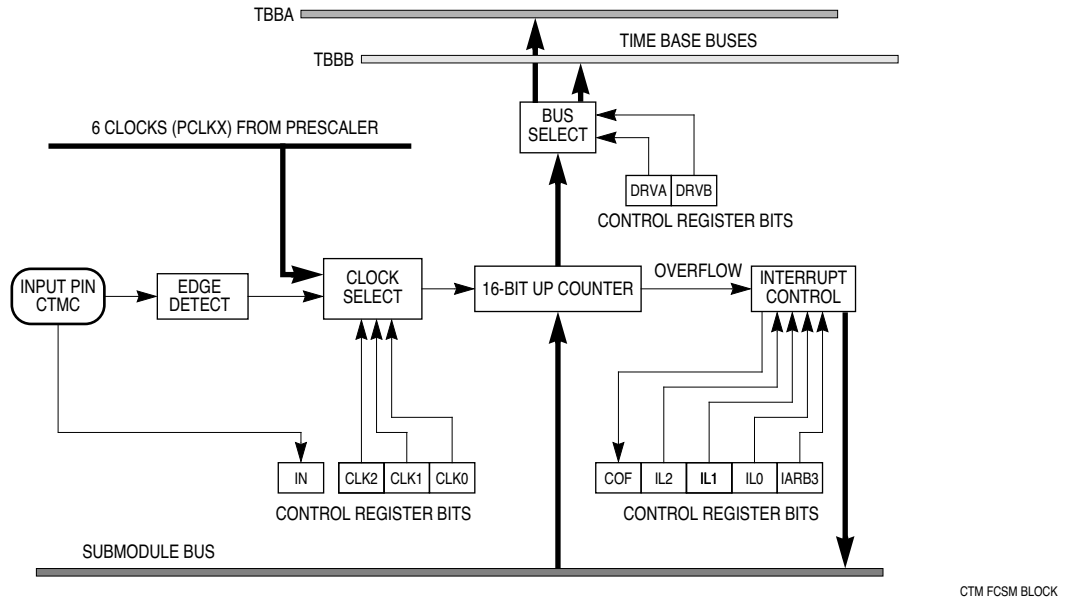 TBBA
TIME BASE BUSES
TBBB
6 CLOCKS (PCLKX) FROM PRESCALER
BUS
SELECT
DRVA DRVB
CONTROL REGISTER BITS
INPUT PIN
CTMC
EDGE
DETECT
CLOCK
SELECT
16-BIT UP COUNTER
OVERFLOW
INTERRUPT
CONTROL
IN
CLK2 CLK1 CLK0
CONTROL REGISTER BITS
COF IL2 IL1 IL0 IARB3
CONTROL REGISTER BITS
SUBMODULE BUS
CTM FCSM BLOCK